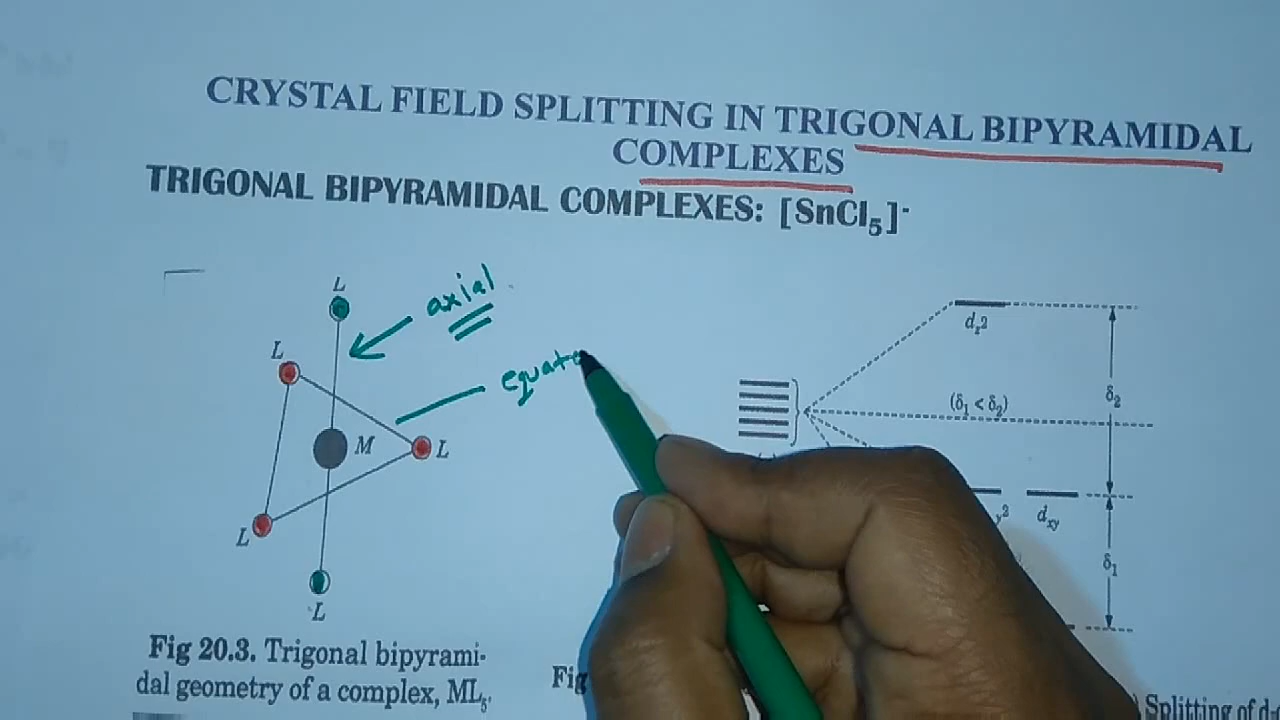 CRYSTAL FIELD SPLITTING IN TRIGONAL BIPYRAMIDAL
COMPLEXES
TRIGONAL BIPYRAMIDAL COMPLEXES: [SnCl5]-
L
axial
L
equato
M
L
L
L
Fig 20.3. Trigonal bipyrami-
dal geometry of a complex, ML5.
dz2
(δ1 < δ2)
δ2
y2
dxy
δ1
Fig
Splitting of d-